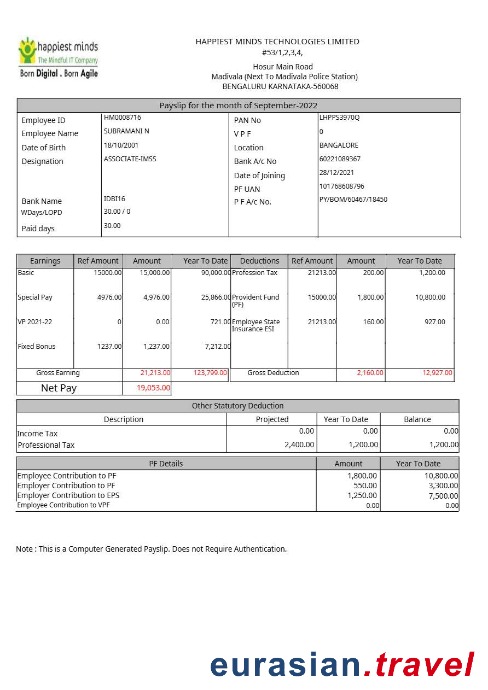 happiest minds
The Mindful IT Company
Born Digital . Born Agile
HAPPIEST MINDS TECHNOLOGIES LIMITED
#53/1,2,3,4,
Hosur Main Road
Madivala (Next To Madivala Police Station)
BENGALURU KARNATAKA-560068
Payslip for the month of September-2022
Employee ID HM0008716 PAN No LHPPS3970Q
Employee Name SUBRAMANI N V P F 0
Date of Birth 18/10/2001 Location BANGALORE
Designation ASSOCIATE-IMSS Bank A/c No 60221089367
Date of Joining 28/12/2021
PF UAN 101768608796
Bank Name IDBI16 P F A/c No. PY/BOM/60467/18450
WDays/LOPD 30.00 / 0
Paid days 30.00
Earnings Ref Amount Amount Year To Date Deductions Ref Amount Amount Year To Date
Basic 15000.00 15,000.00 90,000.00 Profession Tax 21213.00 200.00 1,200.00
Special Pay 4976.00 4,976.00 25,866.00 Provident Fund (PF) 15000.00 1,800.00 10,800.00
VP 2021-22 0 0.00 721.00 Employee State Insurance ESI 21213.00 160.00 927.00
Fixed Bonus 1237.00 1,237.00 7,212.00
Gross Earning 21,213.00 123,799.00 Gross Deduction 2,160.00 12,927.00
Net Pay 19,053.00
Other Statutory Deduction
Description Projected Year To Date Balance
Income Tax 0.00 0.00 0.00
Professional Tax 2,400.00 1,200.00 1,200.00
PF Details Amount Year To Date
Employee Contribution to PF 1,800.00 10,800.00
Employer Contribution to PF 550.00 3,300.00
Employer Contribution to EPS 1,250.00 7,500.00
Employee Contribution to VPF 0.00 0.00
Note : This is a Computer Generated Payslip. Does not Require Authentication.
eurasian.travel